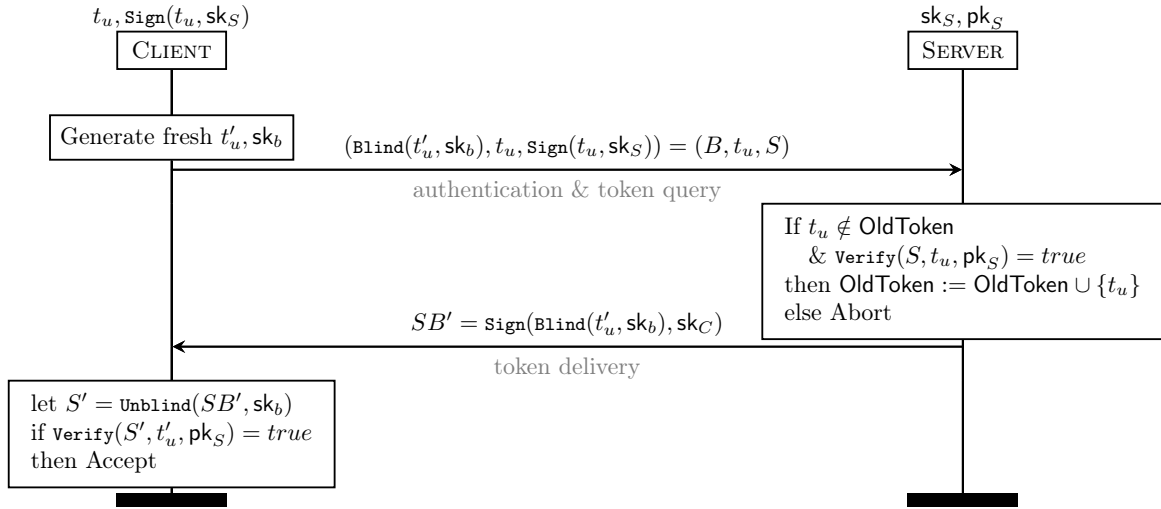 t_u, Sign(t_u, sk_S)
CLIENT
sk_S, pk_S
SERVER
Generate fresh t'_u, sk_b
(Blind(t'_u, sk_b), t_u, Sign(t_u, sk_S)) = (B, t_u, S)
authentication & token query
If t_u ∉ OldToken
& Verify(S, t_u, pk_S) = true
then OldToken := OldToken ∪ {t_u}
else Abort
SB' = Sign(Blind(t'_u, sk_b), sk_C)
token delivery
let S' = Unblind(SB', sk_b)
if Verify(S', t'_u, pk_S) = true
then Accept